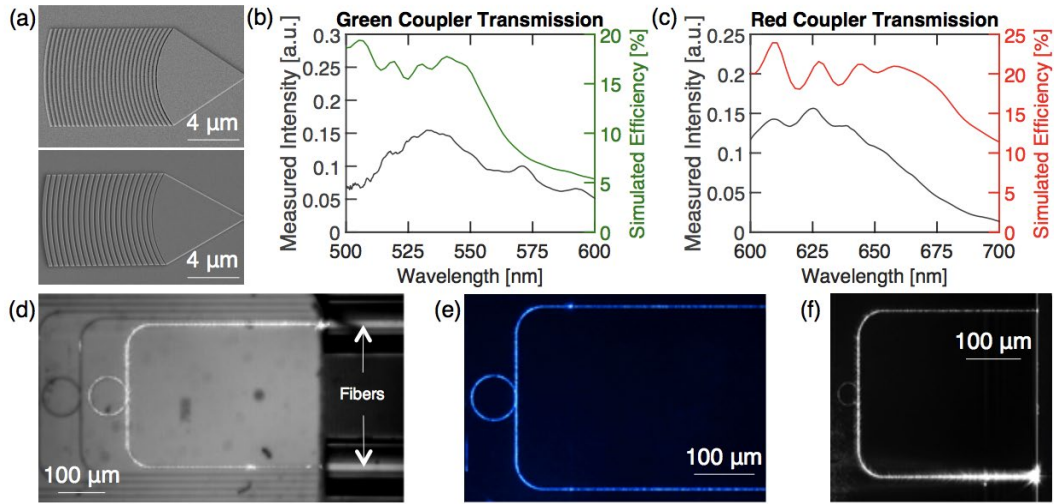 (a)
4 μm
4 μm
(b)
Green Coupler Transmission
Measured Intensity [a.u.]
0.3
0.25
0.2
0.15
0.1
0.05
0
Simulated Efficiency [%]
20
15
10
5
0
500 525 550 575 600
Wavelength [nm]
(c)
Red Coupler Transmission
Measured Intensity [a.u.]
0.25
0.2
0.15
0.1
0.05
0
Simulated Efficiency [%]
25
20
15
10
5
0
600 625 650 675 700
Wavelength [nm]
(d)
Fibers
100 μm
(e)
100 μm
(f)
100 μm